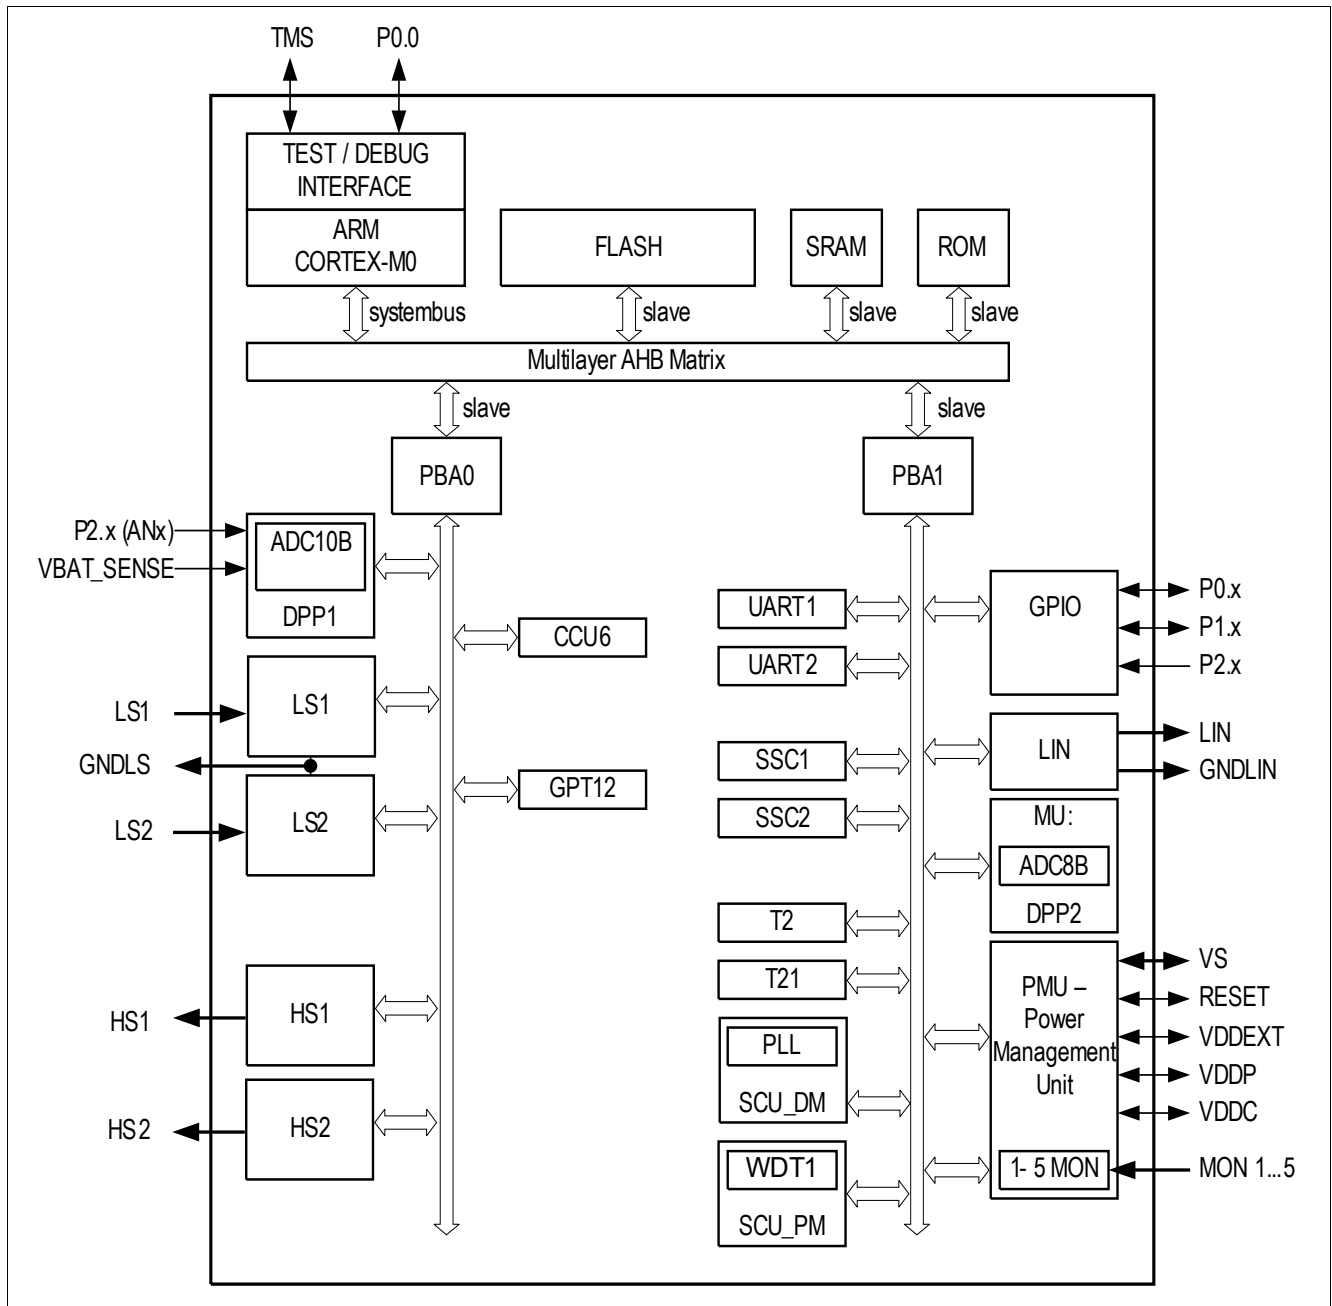 TMS
P0.0
TEST / DEBUG
INTERFACE
ARM
CORTEX-M0
FLASH
SRAM
ROM
systembus
slave
slave
slave
Multilayer AHB Matrix
slave
slave
PBA0
PBA1
P2.x (ANx)
VBAT_SENSE
ADC10B
DPP1
CCU6
LS1
LS1
GNDLS
GPT12
LS2
LS2
HS1
HS1
HS2
HS2
UART1
UART2
SSC1
SSC2
T2
T21
PLL
SCU_DM
WDT1
SCU_PM
GPIO
P0.x
P1.x
P2.x
LIN
LIN
GNDLIN
MU:
ADC8B
DPP2
PMU –
Power
Management
Unit
VS
RESET
VDDEXT
VDDP
VDDC
1- 5 MON
MON 1...5